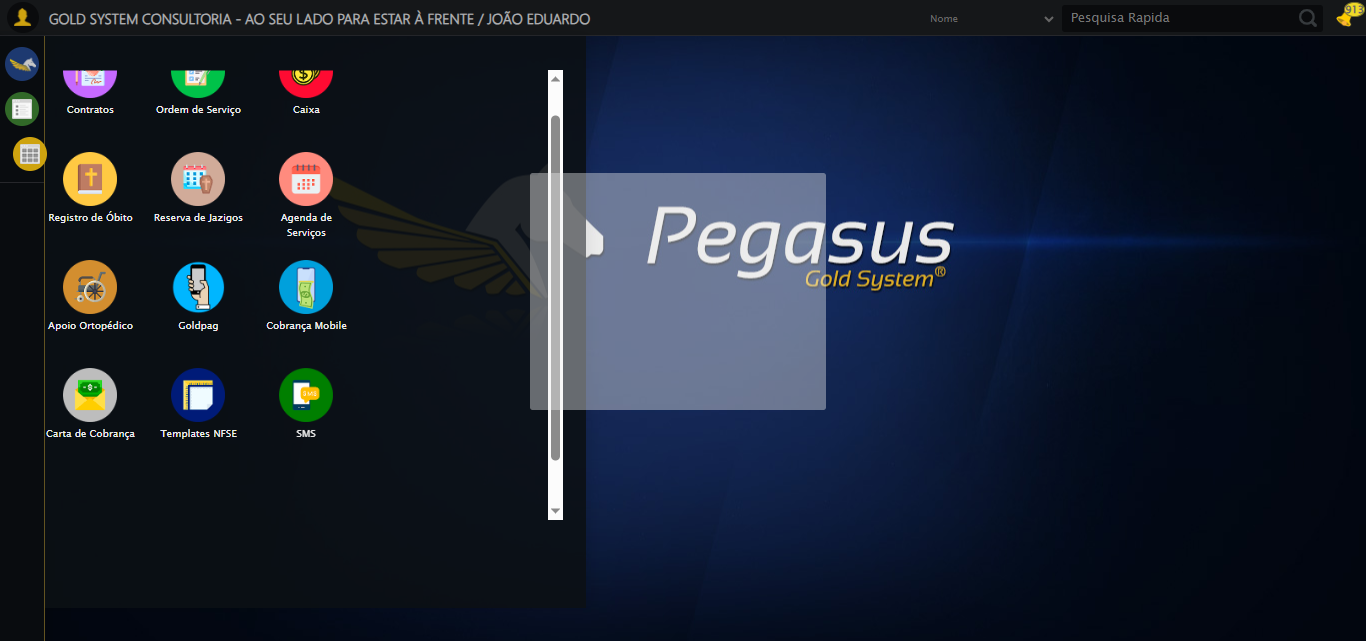 GOLD SYSTEM CONSULTORIA - AO SEU LADO PARA ESTAR À FRENTE / JOÃO EDUARDO
Nome
Pesquisa Rapida
913
Contratos
Ordem de Serviço
Caixa
Registro de Óbito
Reserva de Jazigos
Agenda de
Serviços
Pegasus
Gold System®
Apoio Ortopédico
Goldpag
Cobrança Mobile
SMS
Carta de Cobrança
Templates NFSE
SMS